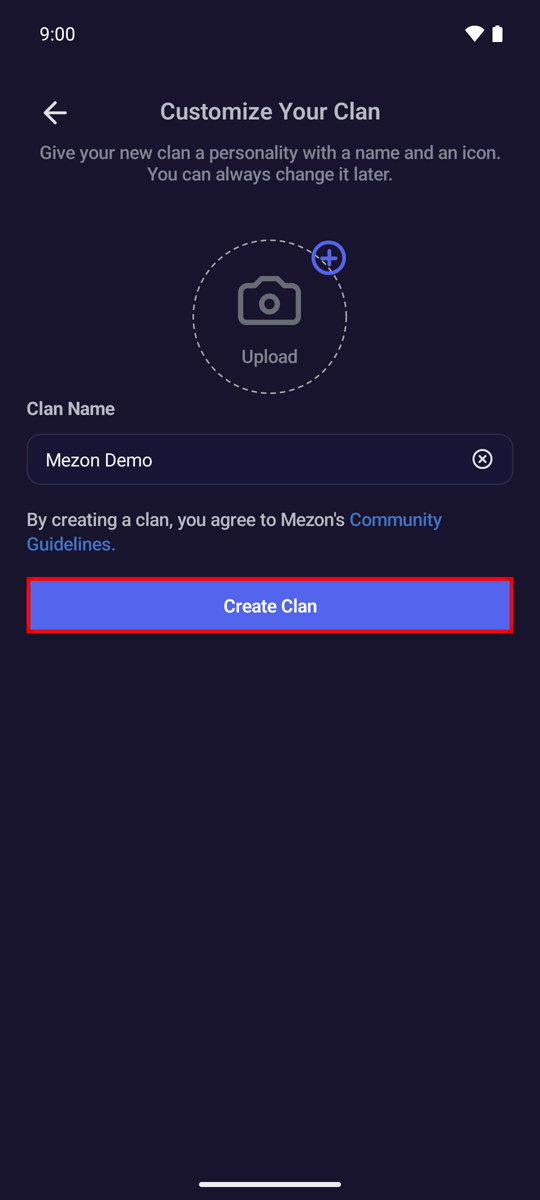 9:00
Customize Your Clan
Give your new clan a personality with a name and an icon.
You can always change it later.
Upload
Clan Name
Mezon Demo
By creating a clan, you agree to Mezon's Community
Guidelines.
Create Clan